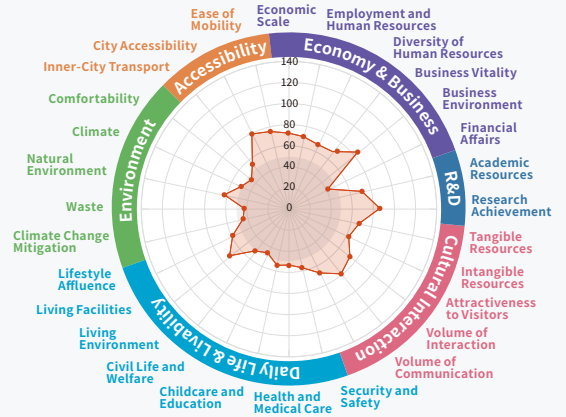 Economic
Scale
Employment and
Human Resources
Diversity of
Human Resources
Business Vitality
Business
Environment
Financial
Affairs
Academic
Resources
Research
Achievement
Tangible
Resources
Intangible
Resources
Attractiveness
to Visitors
Volume of
Interaction
Volume of
Communication
Security and
Safety
Health and
Medical Care
Childcare and
Education
Civil Life and
Welfare
Living
Environment
Living Facilities
Lifestyle
Affluence
Climate Change
Mitigation
Waste
Natural
Environment
Climate
Comfortability
Inner-City Transport
City Accessibility
Ease of
Mobility
Economy & Business
R&D
Cultural Interaction
Daily Life & Livability
Environment
Accessibility
140
120
100
80
60
40
20
0